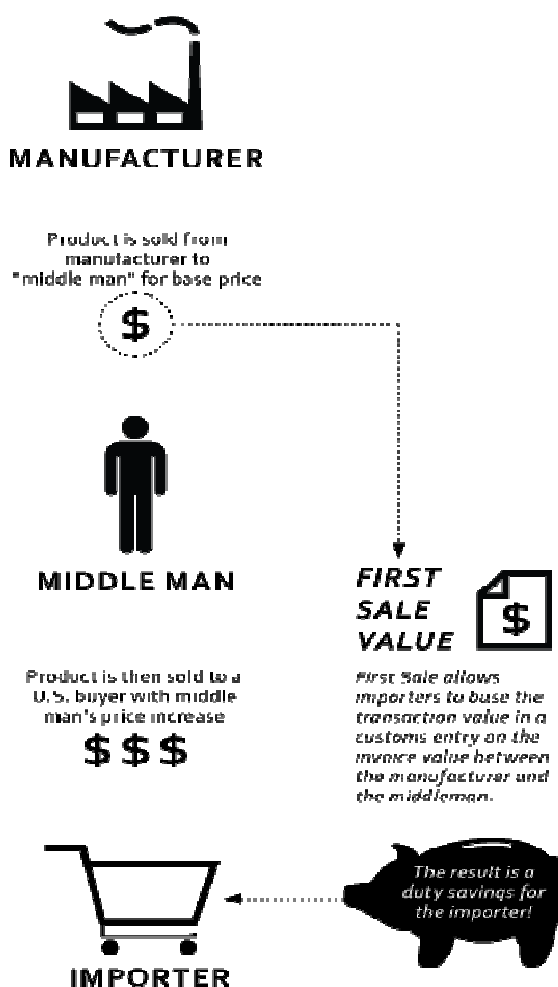 MANUFACTURER
Product is sold from
manufacturer to
"middle man" for base price
$
MIDDLE MAN
FIRST
SALE
VALUE
$
Product is then sold to a
U.S. buyer with middle
man's price increase
$ $ $
First Sale allows
importers to base the
transaction value in a
customs entry on the
invoice value between
the manufacturer and
the middleman.
The result is a
duty savings for
the importer!
IMPORTER